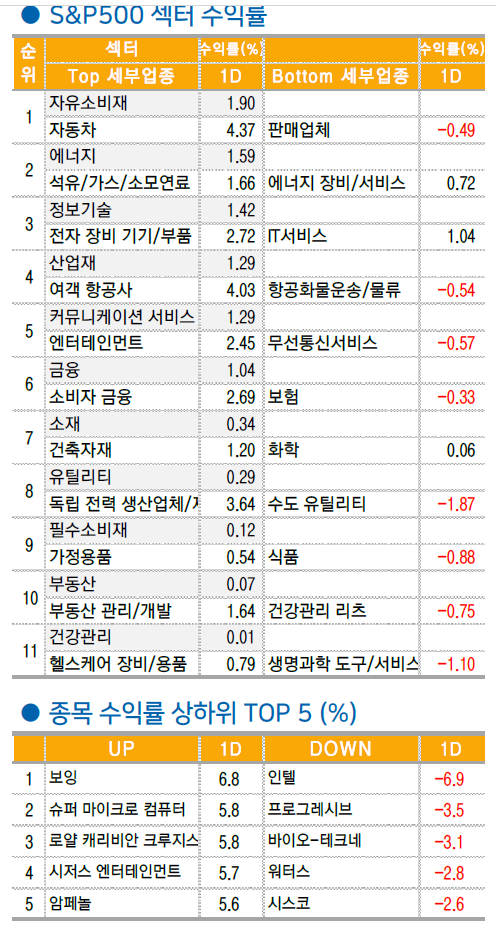 ● S&P500 섹터 수익률
순위 섹터 수익률(%) 수익률(%)
Top 세부업종 1D Bottom 세부업종 1D
1 자유소비재 1.90
자동차 4.37 판매업체 -0.49
2 에너지 1.59
석유/가스/소모연료 1.66 에너지 장비/서비스 0.72
3 정보기술 1.42
전자 장비 기기/부품 2.72 IT서비스 1.04
4 산업재 1.29
여객 항공사 4.03 항공화물운송/물류 -0.54
5 커뮤니케이션 서비스 1.29
엔터테인먼트 2.45 무선통신서비스 -0.57
6 금융 1.04
소비자 금융 2.69 보험 -0.33
7 소재 0.34
건축자재 1.20 화학 0.06
8 유틸리티 0.29
독립 전력 생산업체/ 3.64 수도 유틸리티 -1.87
9 필수소비재 0.12
가정용품 0.54 식품 -0.88
10 부동산 0.07
부동산 관리/개발 1.64 건강관리 리츠 -0.75
11 건강관리 0.01
헬스케어 장비/용품 0.79 생명과학 도구/서비스 -1.10
● 종목 수익률 상하위 TOP 5 (%)
UP 1D DOWN 1D
1 보잉 6.8 인텔 -6.9
2 슈퍼 마이크로 컴퓨터 5.8 프로그레시브 -3.5
3 로얄 캐리비안 크루지스 5.8 바이오-테크네 -3.1
4 시저스 엔터테인먼트 5.7 워터스 -2.8
5 암페놀 5.6 시스코 -2.6